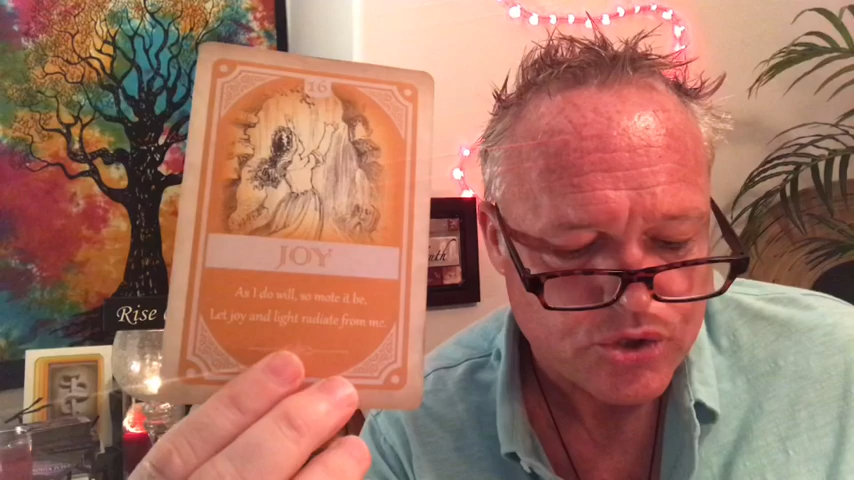 16
JOY
As I do will, so mote it be.
Let joy and light radiate from me.
Rise